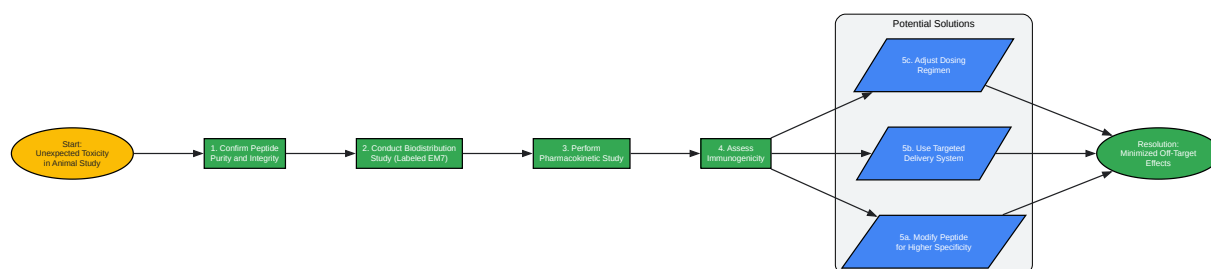 Start:
Unexpected Toxicity
in Animal Study
1. Confirm Peptide
Purity and Integrity
2. Conduct Biodistribution
Study (Labeled EM7)
3. Perform
Pharmacokinetic Study
4. Assess
Immunogenicity
Potential Solutions
5c. Adjust Dosing
Regimen
5b. Use Targeted
Delivery System
5a. Modify Peptide
for Higher Specificity
Resolution:
Minimized Off-Target
Effects